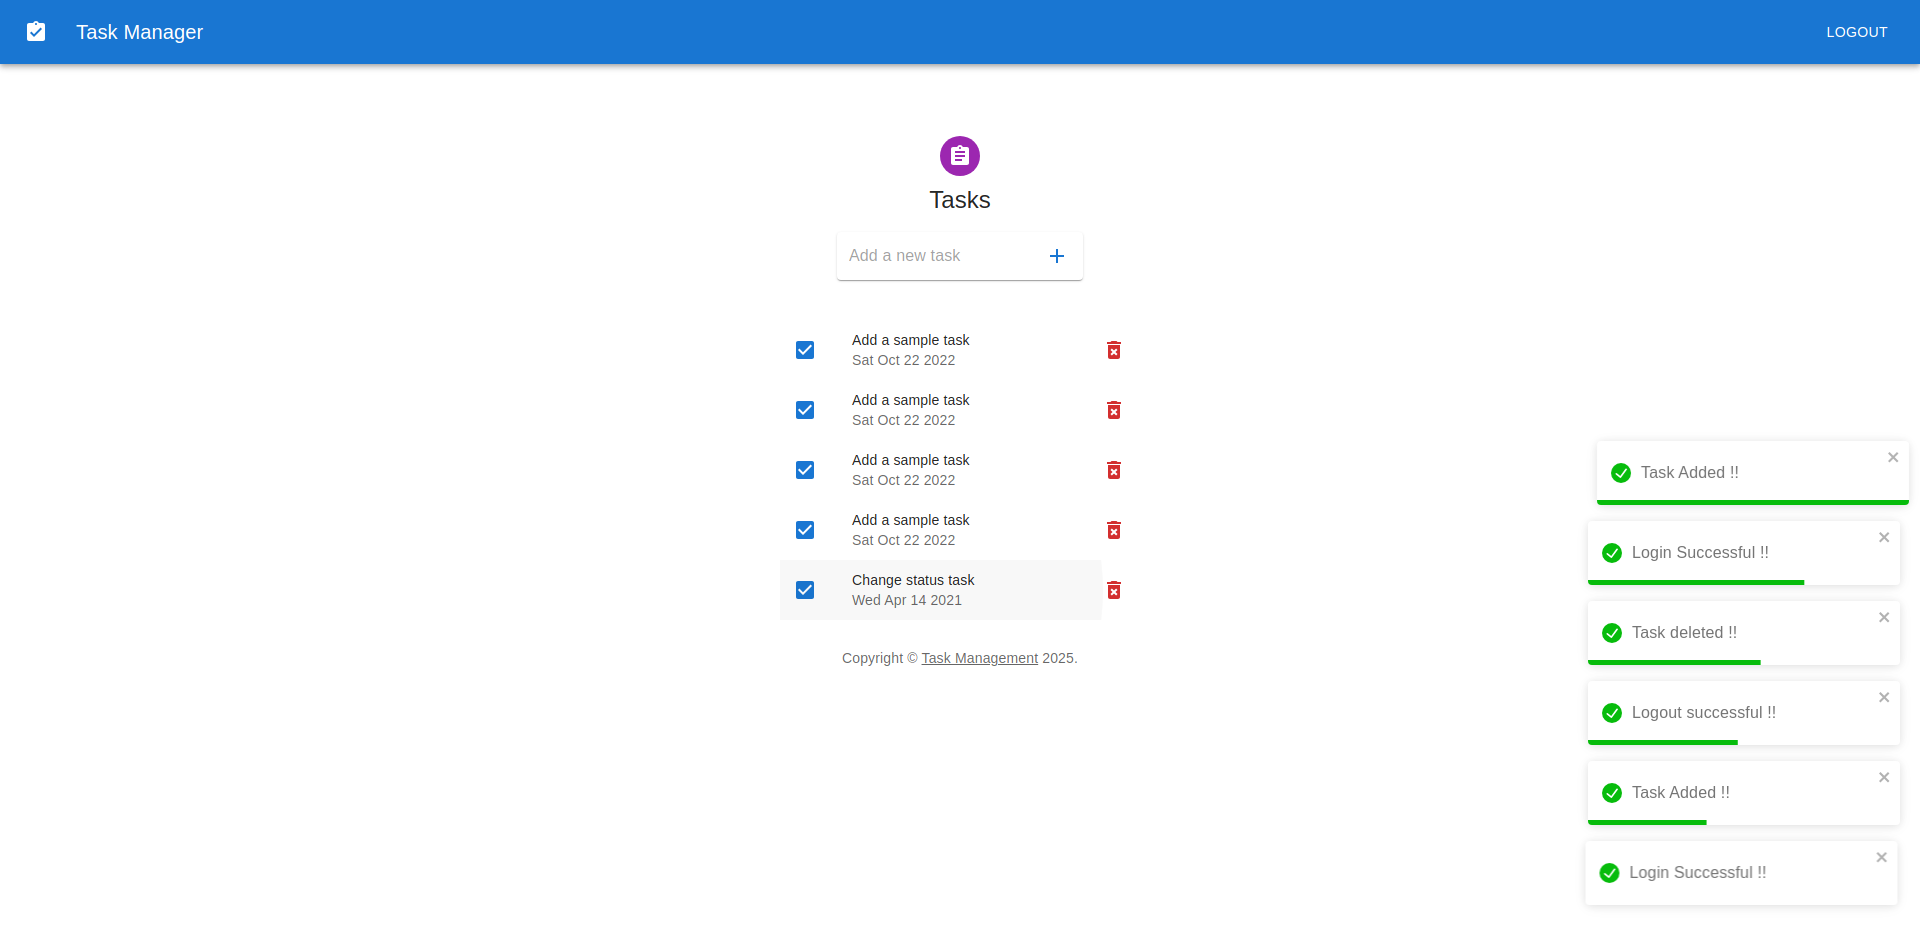 Task Manager
LOGOUT
Tasks
Add a new task
Add a sample task
Sat Oct 22 2022
Add a sample task
Sat Oct 22 2022
Add a sample task
Sat Oct 22 2022
Add a sample task
Sat Oct 22 2022
Change status task
Wed Apr 14 2021
Copyright © Task Management 2025.
Task Added !!
Login Successful !!
Task deleted !!
Logout successful !!
Task Added !!
Login Successful !!